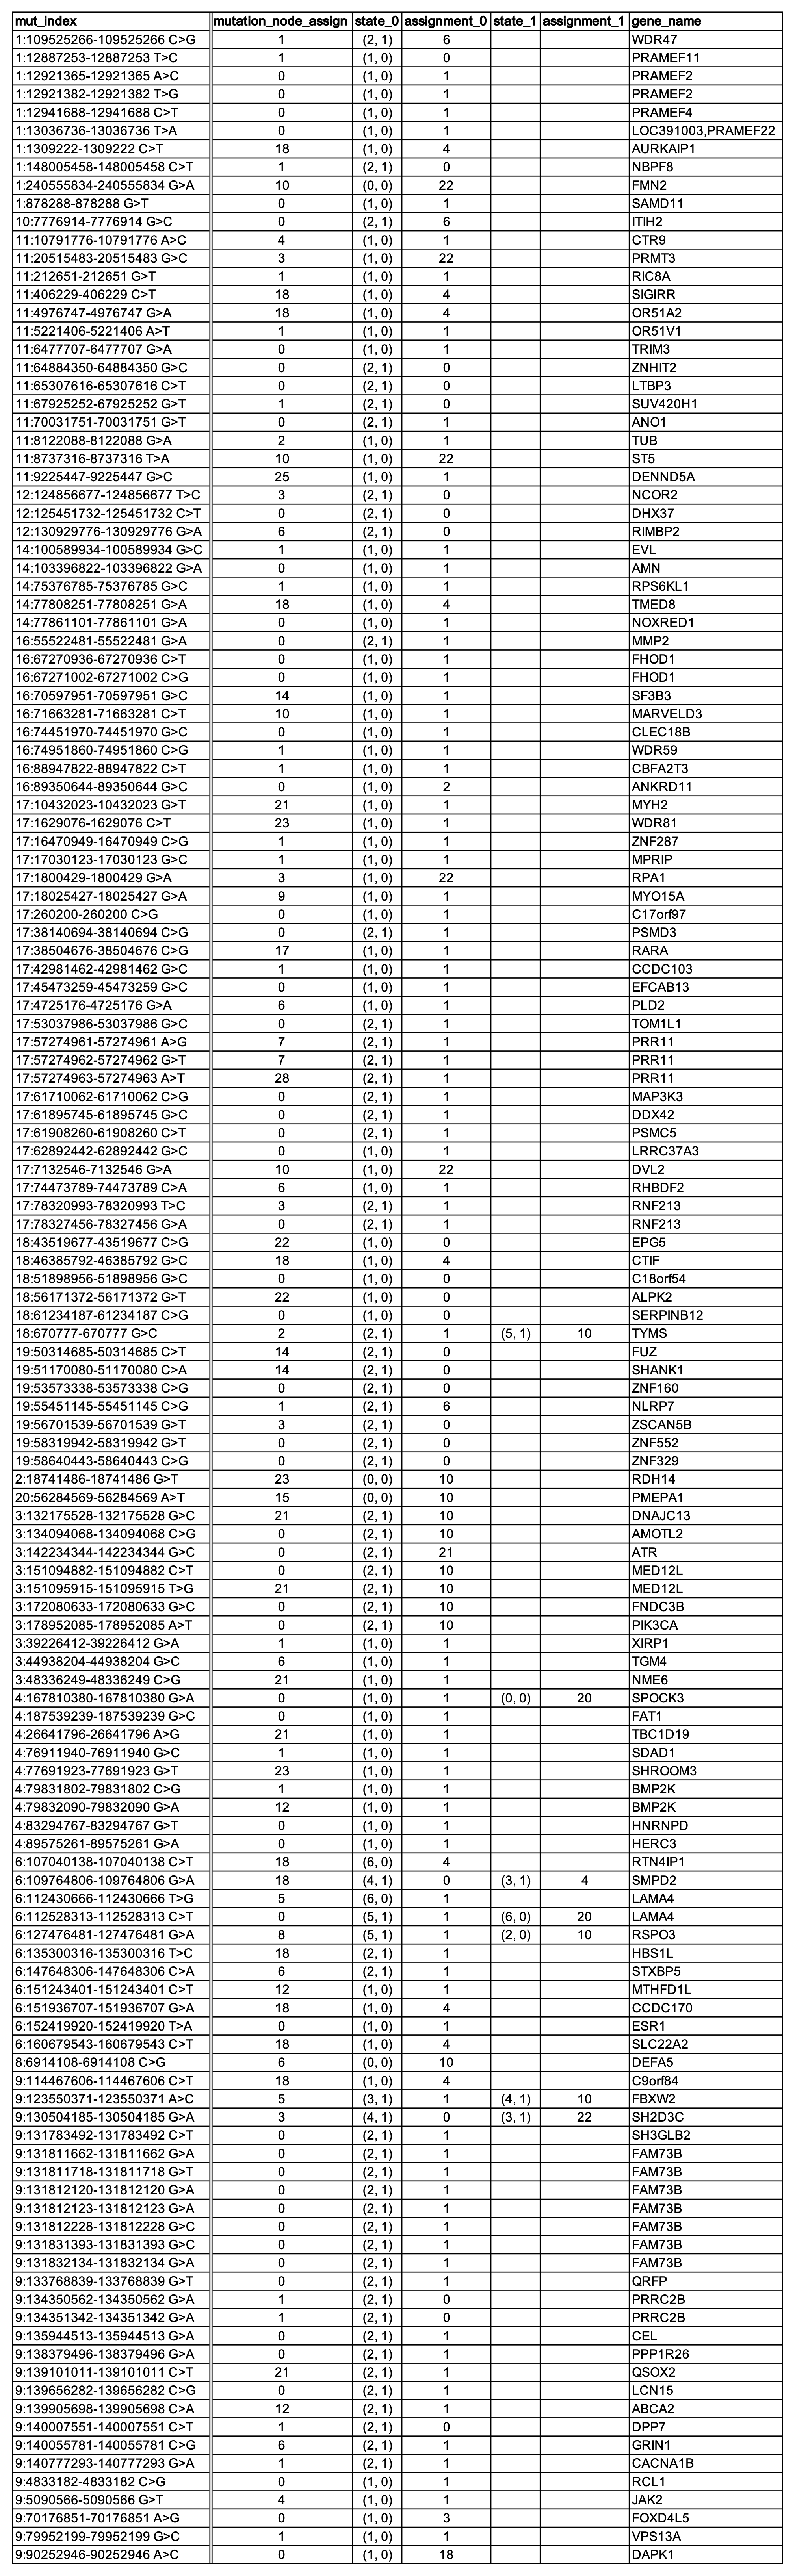 mut_index mutation_node_assign state_0 assignment_0 state_1 assignment_1 gene_name
1:109525266-109525266 C>G 1 (2, 1) 6 WDR47
1:12887253-12887253 T>C 1 (1, 0) 0 PRAMEF11
1:12921365-12921365 A>C 0 (1, 0) 1 PRAMEF2
1:12921382-12921382 T>G 0 (1, 0) 1 PRAMEF2
1:12941688-12941688 C>T 0 (1, 0) 1 PRAMEF4
1:13036736-13036736 T>A 0 (1, 0) 1 LOC391003,PRAMEF22
1:1309222-1309222 C>T 18 (1, 0) 4 AURKAIP1
1:148005458-148005458 C>T 1 (2, 1) 0 NBPF8
1:240555834-240555834 G>A 10 (0, 0) 22 FMN2
1:878288-878288 G>T 0 (1, 0) 1 SAMD11
10:7776914-7776914 G>C 0 (2, 1) 6 ITIH2
11:10791776-10791776 A>C 4 (1, 0) 1 CTR9
11:20515483-20515483 G>C 3 (1, 0) 22 PRMT3
11:212651-212651 G>T 1 (1, 0) 1 RIC8A
11:406229-406229 C>T 18 (1, 0) 4 SIGIRR
11:4976747-4976747 G>A 18 (1, 0) 4 OR51A2
11:5221406-5221406 A>T 1 (1, 0) 1 OR51V1
11:6477707-6477707 G>A 0 (1, 0) 1 TRIM3
11:64884350-64884350 G>C 0 (2, 1) 0 ZNHIT2
11:65307616-65307616 C>T 0 (2, 1) 0 LTBP3
11:67925252-67925252 G>T 1 (2, 1) 0 SUV420H1
11:70031751-70031751 G>T 0 (2, 1) 1 ANO1
11:8122088-8122088 G>A 2 (1, 0) 1 TUB
11:8737316-8737316 T>A 10 (1, 0) 22 ST5
11:9225447-9225447 G>C 25 (1, 0) 1 DENND5A
12:124856677-124856677 T>C 3 (2, 1) 0 NCOR2
12:125451732-125451732 C>T 0 (2, 1) 0 DHX37
12:130929776-130929776 G>A 6 (2, 1) 0 RIMBP2
14:100589934-100589934 G>C 1 (1, 0) 1 EVL
14:103396822-103396822 G>A 0 (1, 0) 1 AMN
14:75376785-75376785 G>C 1 (1, 0) 1 RPS6KL1
14:77808251-77808251 G>A 18 (1, 0) 4 TMED8
14:77861101-77861101 G>A 0 (1, 0) 1 NOXRED1
16:55522481-55522481 G>A 0 (2, 1) 1 MMP2
16:67270936-67270936 C>T 0 (1, 0) 1 FHOD1
16:67271002-67271002 C>G 0 (1, 0) 1 FHOD1
16:70597951-70597951 G>C 14 (1, 0) 1 SF3B3
16:71663281-71663281 C>T 10 (1, 0) 1 MARVELD3
16:74451970-74451970 G>C 0 (1, 0) 1 CLEC18B
16:74951860-74951860 C>G 1 (1, 0) 1 WDR59
16:88947822-88947822 C>T 1 (1, 0) 1 CBFA2T3
16:89350644-89350644 G>C 0 (1, 0) 2 ANKRD11
17:10432023-10432023 G>T 21 (1, 0) 1 MYH2
17:1629076-1629076 C>T 23 (1, 0) 1 WDR81
17:16470949-16470949 C>G 1 (1, 0) 1 ZNF287
17:17030123-17030123 G>C 1 (1, 0) 1 MPRIP
17:1800429-1800429 G>A 3 (1, 0) 22 RPA1
17:18025427-18025427 G>A 9 (1, 0) 1 MYO15A
17:260200-260200 C>G 0 (1, 0) 1 C17orf97
17:38140694-38140694 C>G 0 (2, 1) 1 PSMD3
17:38504676-38504676 C>G 17 (1, 0) 1 RARA
17:42981462-42981462 G>C 1 (1, 0) 1 CCDC103
17:45473259-45473259 G>C 0 (1, 0) 1 EFCAB13
17:4725176-4725176 G>A 6 (1, 0) 1 PLD2
17:53037986-53037986 G>C 0 (2, 1) 1 TOM1L1
17:57274961-57274961 A>G 7 (2, 1) 1 PRR11
17:57274962-57274962 G>T 7 (2, 1) 1 PRR11
17:57274963-57274963 A>T 28 (2, 1) 1 PRR11
17:61710062-61710062 C>G 0 (2, 1) 1 MAP3K3
17:61895745-61895745 G>C 0 (2, 1) 1 DDX42
17:61908260-61908260 C>T 0 (2, 1) 1 PSMC5
17:62892442-62892442 G>C 0 (1, 0) 1 LRRC37A3
17:7132546-7132546 G>A 10 (1, 0) 22 DVL2
17:74473789-74473789 C>A 6 (1, 0) 1 RHBDF2
17:78320993-78320993 T>C 3 (2, 1) 1 RNF213
17:78327456-78327456 G>A 0 (2, 1) 1 RNF213
18:43519677-43519677 C>G 22 (1, 0) 0 EPG5
18:46385792-46385792 G>C 18 (1, 0) 4 CTIF
18:51898956-51898956 G>C 0 (1, 0) 0 C18orf54
18:56171372-56171372 G>T 22 (1, 0) 0 ALPK2
18:61234187-61234187 C>G 0 (1, 0) 0 SERPINB12
18:670777-670777 G>C 2 (2, 1) 1 (5, 1) 10 TYMS
19:50314685-50314685 C>T 14 (2, 1) 0 FUZ
19:51170080-51170080 C>A 14 (2, 1) 0 SHANK1
19:53573338-53573338 C>G 0 (2, 1) 0 ZNF160
19:55451145-55451145 C>G 1 (2, 1) 6 NLRP7
19:56701539-56701539 G>T 3 (2, 1) 0 ZSCAN5B
19:58319942-58319942 G>T 0 (2, 1) 0 ZNF552
19:58640443-58640443 C>G 0 (2, 1) 0 ZNF329
2:18741486-18741486 G>T 23 (0, 0) 10 RDH14
20:56284569-56284569 A>T 15 (0, 0) 10 PMEPA1
3:132175528-132175528 G>C 21 (2, 1) 10 DNAJC13
3:134094068-134094068 C>G 0 (2, 1) 10 AMOTL2
3:142234344-142234344 G>C 0 (2, 1) 21 ATR
3:151094882-151094882 C>T 0 (2, 1) 10 MED12L
3:151095915-151095915 T>G 21 (2, 1) 10 MED12L
3:172080633-172080633 G>C 0 (2, 1) 10 FNDC3B
3:178952085-178952085 A>T 0 (2, 1) 10 PIK3CA
3:39226412-39226412 G>A 1 (1, 0) 1 XIRP1
3:44938204-44938204 G>C 6 (1, 0) 1 TGM4
3:48336249-48336249 C>G 21 (1, 0) 1 NME6
4:167810380-167810380 G>A 0 (1, 0) 1 (0, 0) 20 SPOCK3
4:187539239-187539239 G>C 0 (1, 0) 1 FAT1
4:26641796-26641796 A>G 21 (1, 0) 1 TBC1D19
4:76911940-76911940 G>C 1 (1, 0) 1 SDAD1
4:77691923-77691923 G>T 23 (1, 0) 1 SHROOM3
4:79831802-79831802 C>G 1 (1, 0) 1 BMP2K
4:79832090-79832090 G>A 12 (1, 0) 1 BMP2K
4:83294767-83294767 G>T 0 (1, 0) 1 HNRNPD
4:89575261-89575261 G>A 0 (1, 0) 1 HERC3
6:107040138-107040138 C>T 18 (6, 0) 4 RTN4IP1
6:109764806-109764806 G>A 18 (4, 1) 0 (3, 1) 4 SMPD2
6:112430666-112430666 T>G 5 (6, 0) 1 LAMA4
6:112528313-112528313 C>T 0 (5, 1) 1 (6, 0) 20 LAMA4
6:127476481-127476481 G>A 8 (5, 1) 1 (2, 0) 10 RSPO3
6:135300316-135300316 T>C 18 (2, 1) 1 HBS1L
6:147648306-147648306 C>A 6 (2, 1) 1 STXBP5
6:151243401-151243401 C>T 12 (1, 0) 1 MTHFD1L
6:151936707-151936707 G>A 18 (1, 0) 4 CCDC170
6:152419920-152419920 T>A 0 (1, 0) 1 ESR1
6:160679543-160679543 C>T 18 (1, 0) 4 SLC22A2
8:6914108-6914108 C>G 6 (0, 0) 10 DEFA5
9:114467606-114467606 C>T 18 (1, 0) 4 C9orf84
9:123550371-123550371 A>C 5 (3, 1) 1 (4, 1) 10 FBXW2
9:130504185-130504185 G>A 3 (4, 1) 0 (3, 1) 22 SH2D3C
9:131783492-131783492 C>T 0 (2, 1) 1 SH3GLB2
9:131811662-131811662 G>A 0 (2, 1) 1 FAM73B
9:131811718-131811718 G>T 0 (2, 1) 1 FAM73B
9:131812120-131812120 G>A 0 (2, 1) 1 FAM73B
9:131812123-131812123 G>A 0 (2, 1) 1 FAM73B
9:131812228-131812228 G>C 0 (2, 1) 1 FAM73B
9:131831393-131831393 G>C 0 (2, 1) 1 FAM73B
9:131832134-131832134 G>A 0 (2, 1) 1 FAM73B
9:133768839-133768839 G>T 0 (2, 1) 1 QRFP
9:134350562-134350562 G>A 1 (2, 1) 0 PRRC2B
9:134351342-134351342 G>A 1 (2, 1) 0 PRRC2B
9:135944513-135944513 G>A 0 (2, 1) 1 CEL
9:138379496-138379496 G>A 0 (2, 1) 1 PPP1R26
9:139101011-139101011 C>T 21 (2, 1) 1 QSOX2
9:139656282-139656282 C>G 0 (2, 1) 1 LCN15
9:139905698-139905698 C>A 12 (2, 1) 1 ABCA2
9:140007551-140007551 C>T 1 (2, 1) 0 DPP7
9:140055781-140055781 C>G 6 (2, 1) 1 GRIN1
9:140777293-140777293 G>A 1 (2, 1) 1 CACNA1B
9:4833182-4833182 C>G 0 (1, 0) 1 RCL1
9:5090566-5090566 G>T 4 (1, 0) 1 JAK2
9:70176851-70176851 A>G 0 (1, 0) 3 FOXD4L5
9:79952199-79952199 G>C 1 (1, 0) 1 VPS13A
9:90252946-90252946 A>C 0 (1, 0) 18 DAPK1